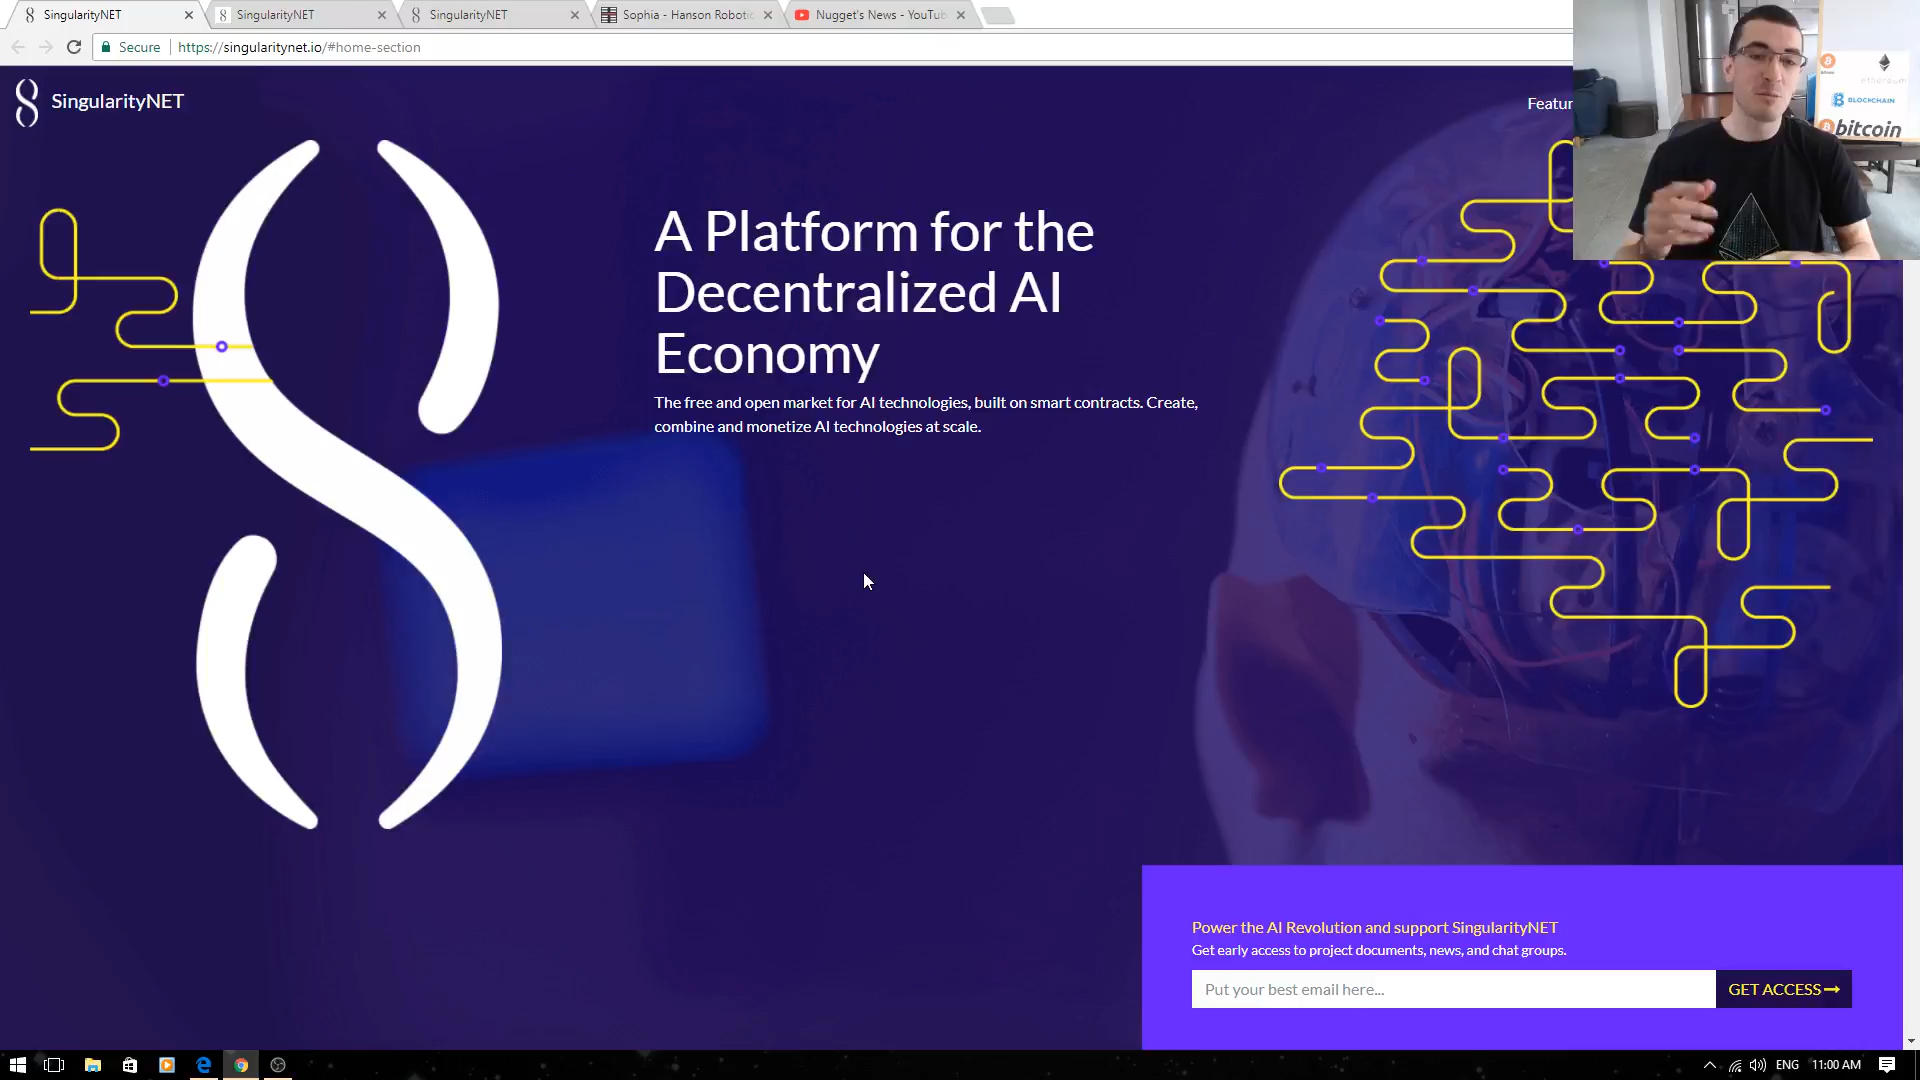 SingularityNET
SingularityNET
SingularityNET
Sophia - Hanson Robotic
Nugget's News - YouTub
Secure
https://singularitynet.io/#home-section
SingularityNET
Featur
ethereum
BLOCKCHAIN
bitcoin
A Platform for the
Decentralized AI
Economy
The free and open market for AI technologies, built on smart contracts. Create,
combine and monetize AI technologies at scale.
Power the AI Revolution and support SingularityNET
Get early access to project documents, news, and chat groups.
Put your best email here...
GET ACCESS
ENG
11:00 AM